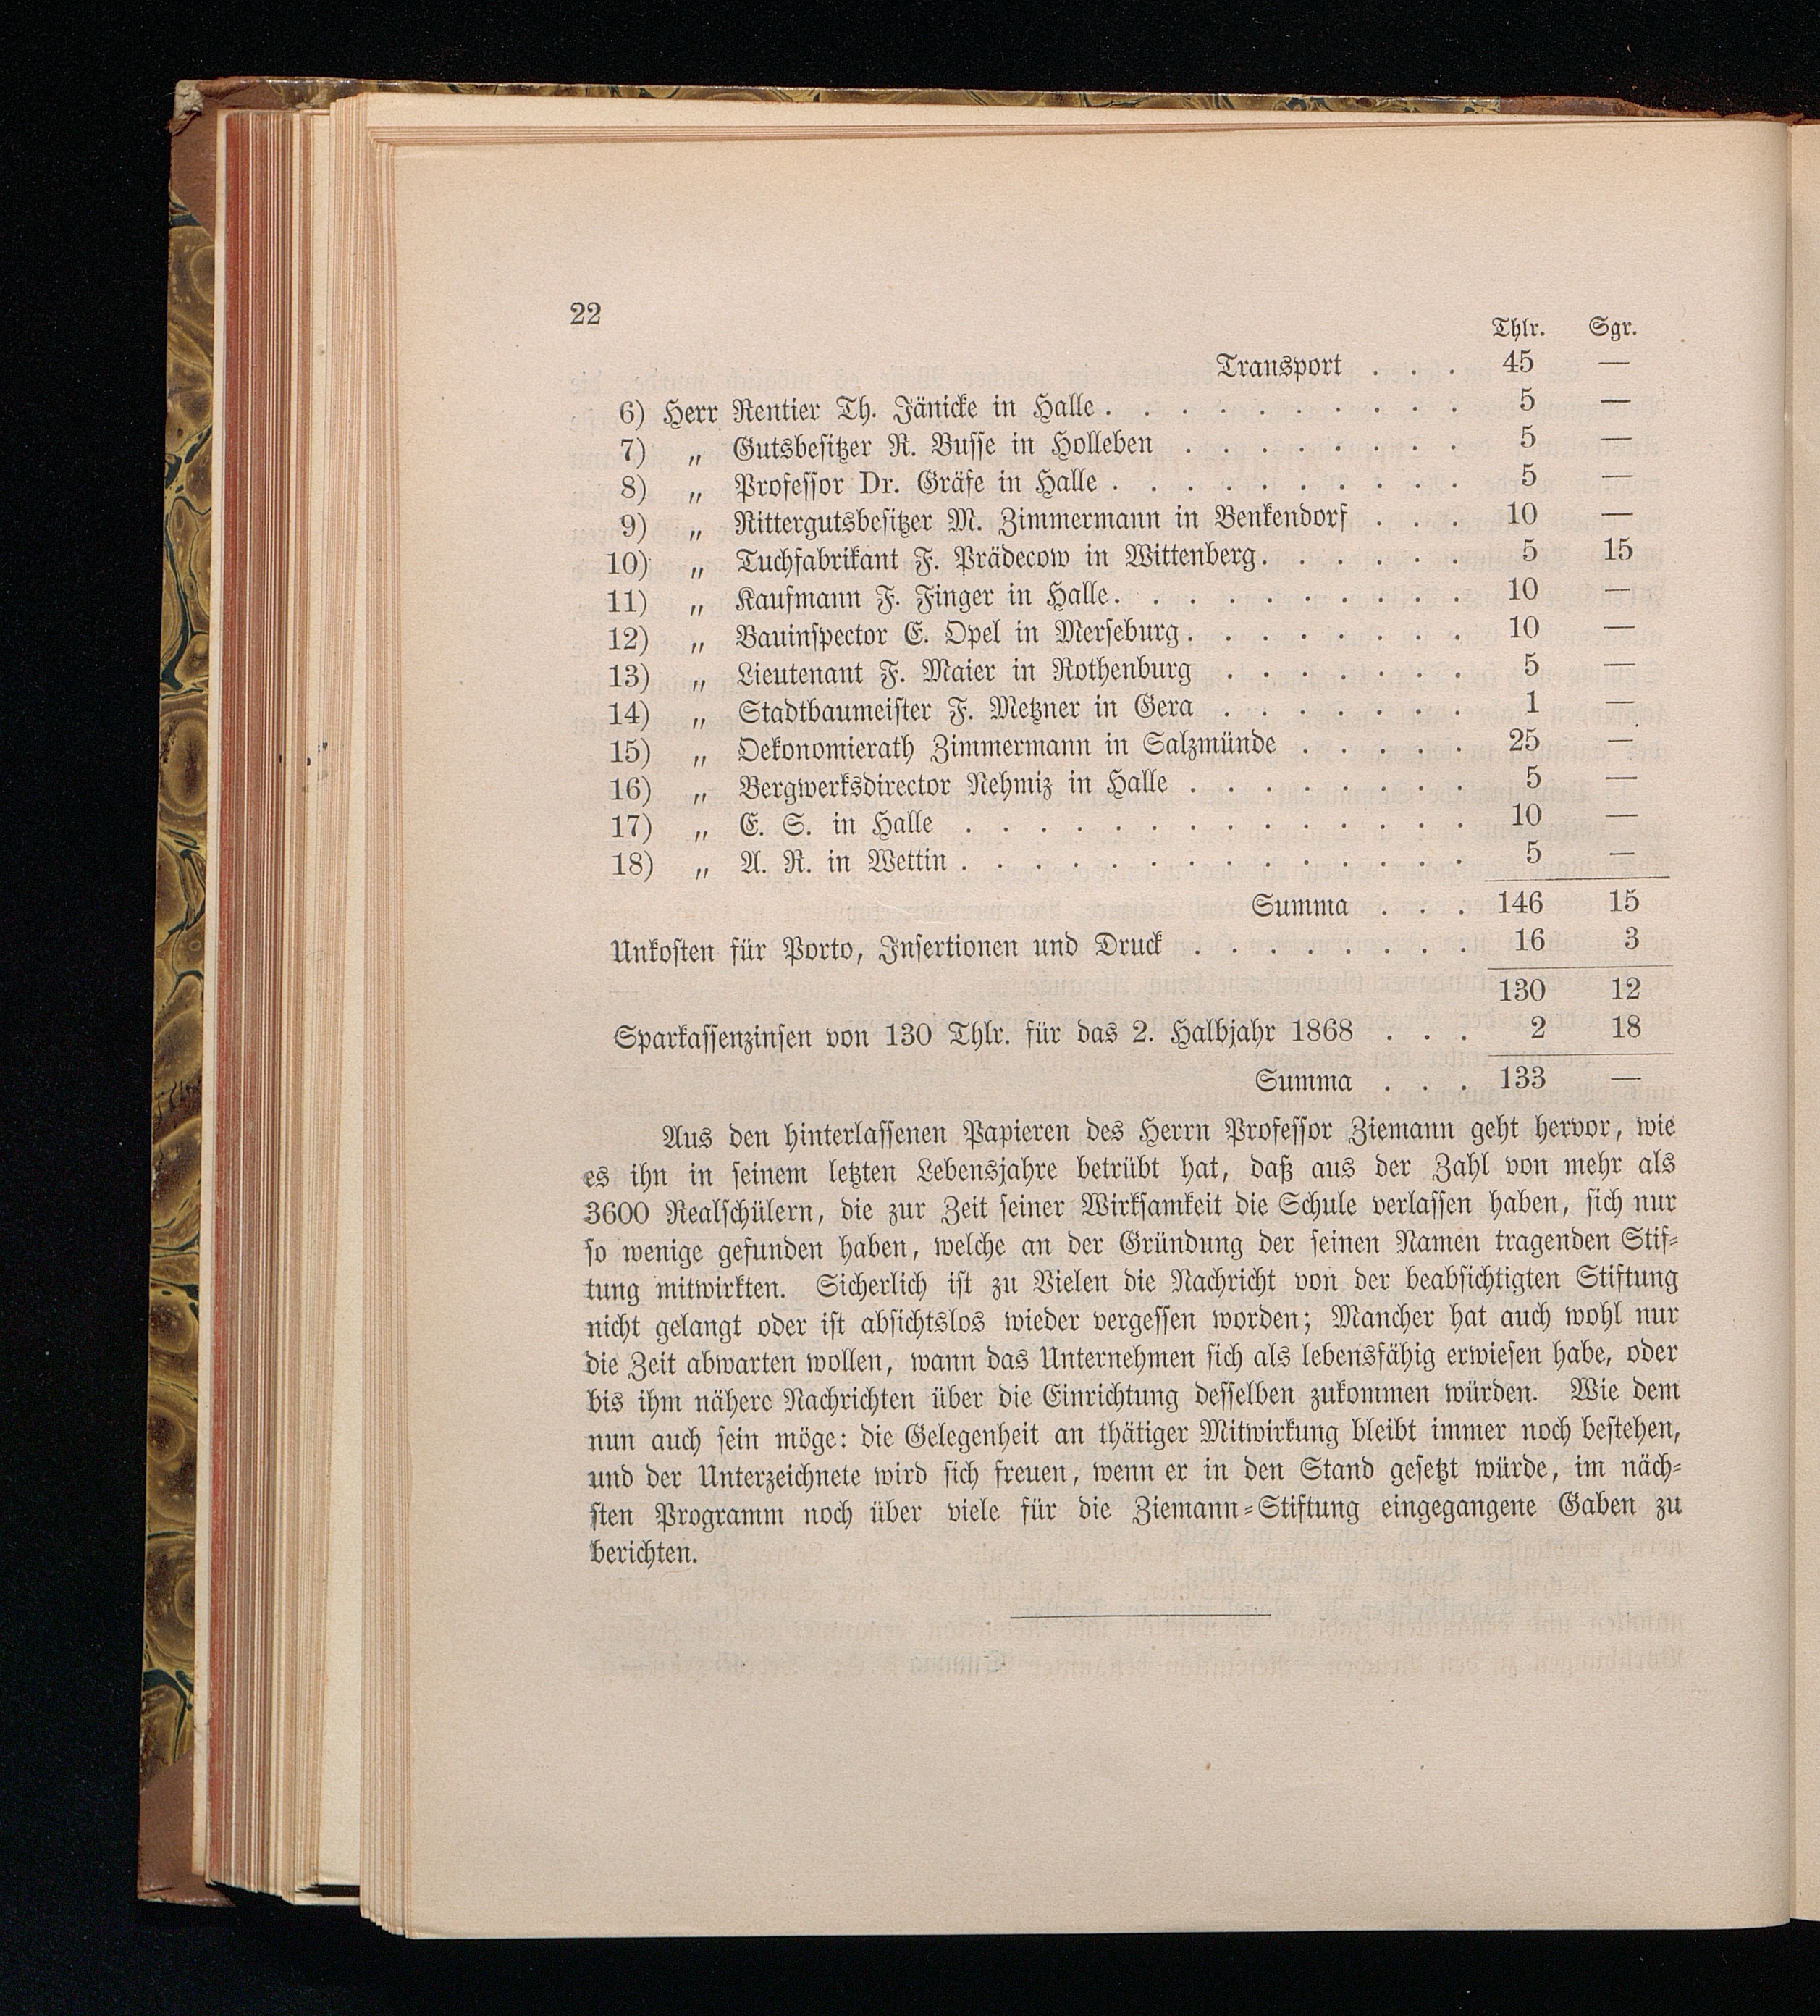 22
Thlr. Sgr.
Transport . . . 45 —
6) Herr Rentier Th. Jänicke in Halle . . . . . . . . . . 5 —
7) „ Gutsbesitzer R. Busse in Holleben . . . . . . . . 5 —
8) „ Professor Dr. Gräfe in Halle . . . . . . . . . . 5 —
9) „ Rittergutsbesitzer M. Zimmermann in Benkendorf . . . 10 —
10) „ Tuchfabrikant F. Prädecow in Wittenberg . . . . . . 5 15
11) „ Kaufmann F. Finger in Halle . . . . . . . . . . 10 —
12) „ Bauinspector E. Opel in Merseburg . . . . . . . . 10 —
13) „ Lieutenant F. Maier in Rothenburg . . . . . . . 5 —
14) „ Stadtbaumeister F. Metzner in Gera . . . . . . . 1 —
15) „ Oekonomierath Zimmermann in Salzmünde . . . . . 25 —
16) „ Bergwerksdirector Nehmiz in Halle . . . . . . . . 5 —
17) „ E. S. in Halle . . . . . . . . . . . . . . 10 —
18) „ A. R. in Wettin . . . . . . . . . . . . . . 5 —
Summa . . . 146 15
Unkosten für Porto, Insertionen und Druck . . . . . . . . 16 3
130 12
Sparkassenzinsen von 130 Thlr. für das 2. Halbjahr 1868 . . . 2 18
Summa . . . 133 —
Aus den hinterlassenen Papieren des Herrn Professor Ziemann geht hervor, wie
es ihn in seinem letzten Lebensjahre betrübt hat, daß aus der Zahl von mehr als
3600 Realschülern, die zur Zeit seiner Wirksamkeit die Schule verlassen haben, sich nur
so wenige gefunden haben, welche an der Gründung der seinen Namen tragenden Stif-
tung mitwirkten. Sicherlich ist zu Vielen die Nachricht von der beabsichtigten Stiftung
nicht gelangt oder ist absichtslos wieder vergessen worden; Mancher hat auch wohl nur
die Zeit abwarten wollen, wann das Unternehmen sich als lebensfähig erwiesen habe, oder
bis ihm nähere Nachrichten über die Einrichtung desselben zukommen würden. Wie dem
nun auch sein möge: die Gelegenheit an thätiger Mitwirkung bleibt immer noch bestehen,
und der Unterzeichnete wird sich freuen, wenn er in den Stand gesetzt würde, im näch-
sten Programm noch über viele für die Ziemann-Stiftung eingegangene Gaben zu
berichten.